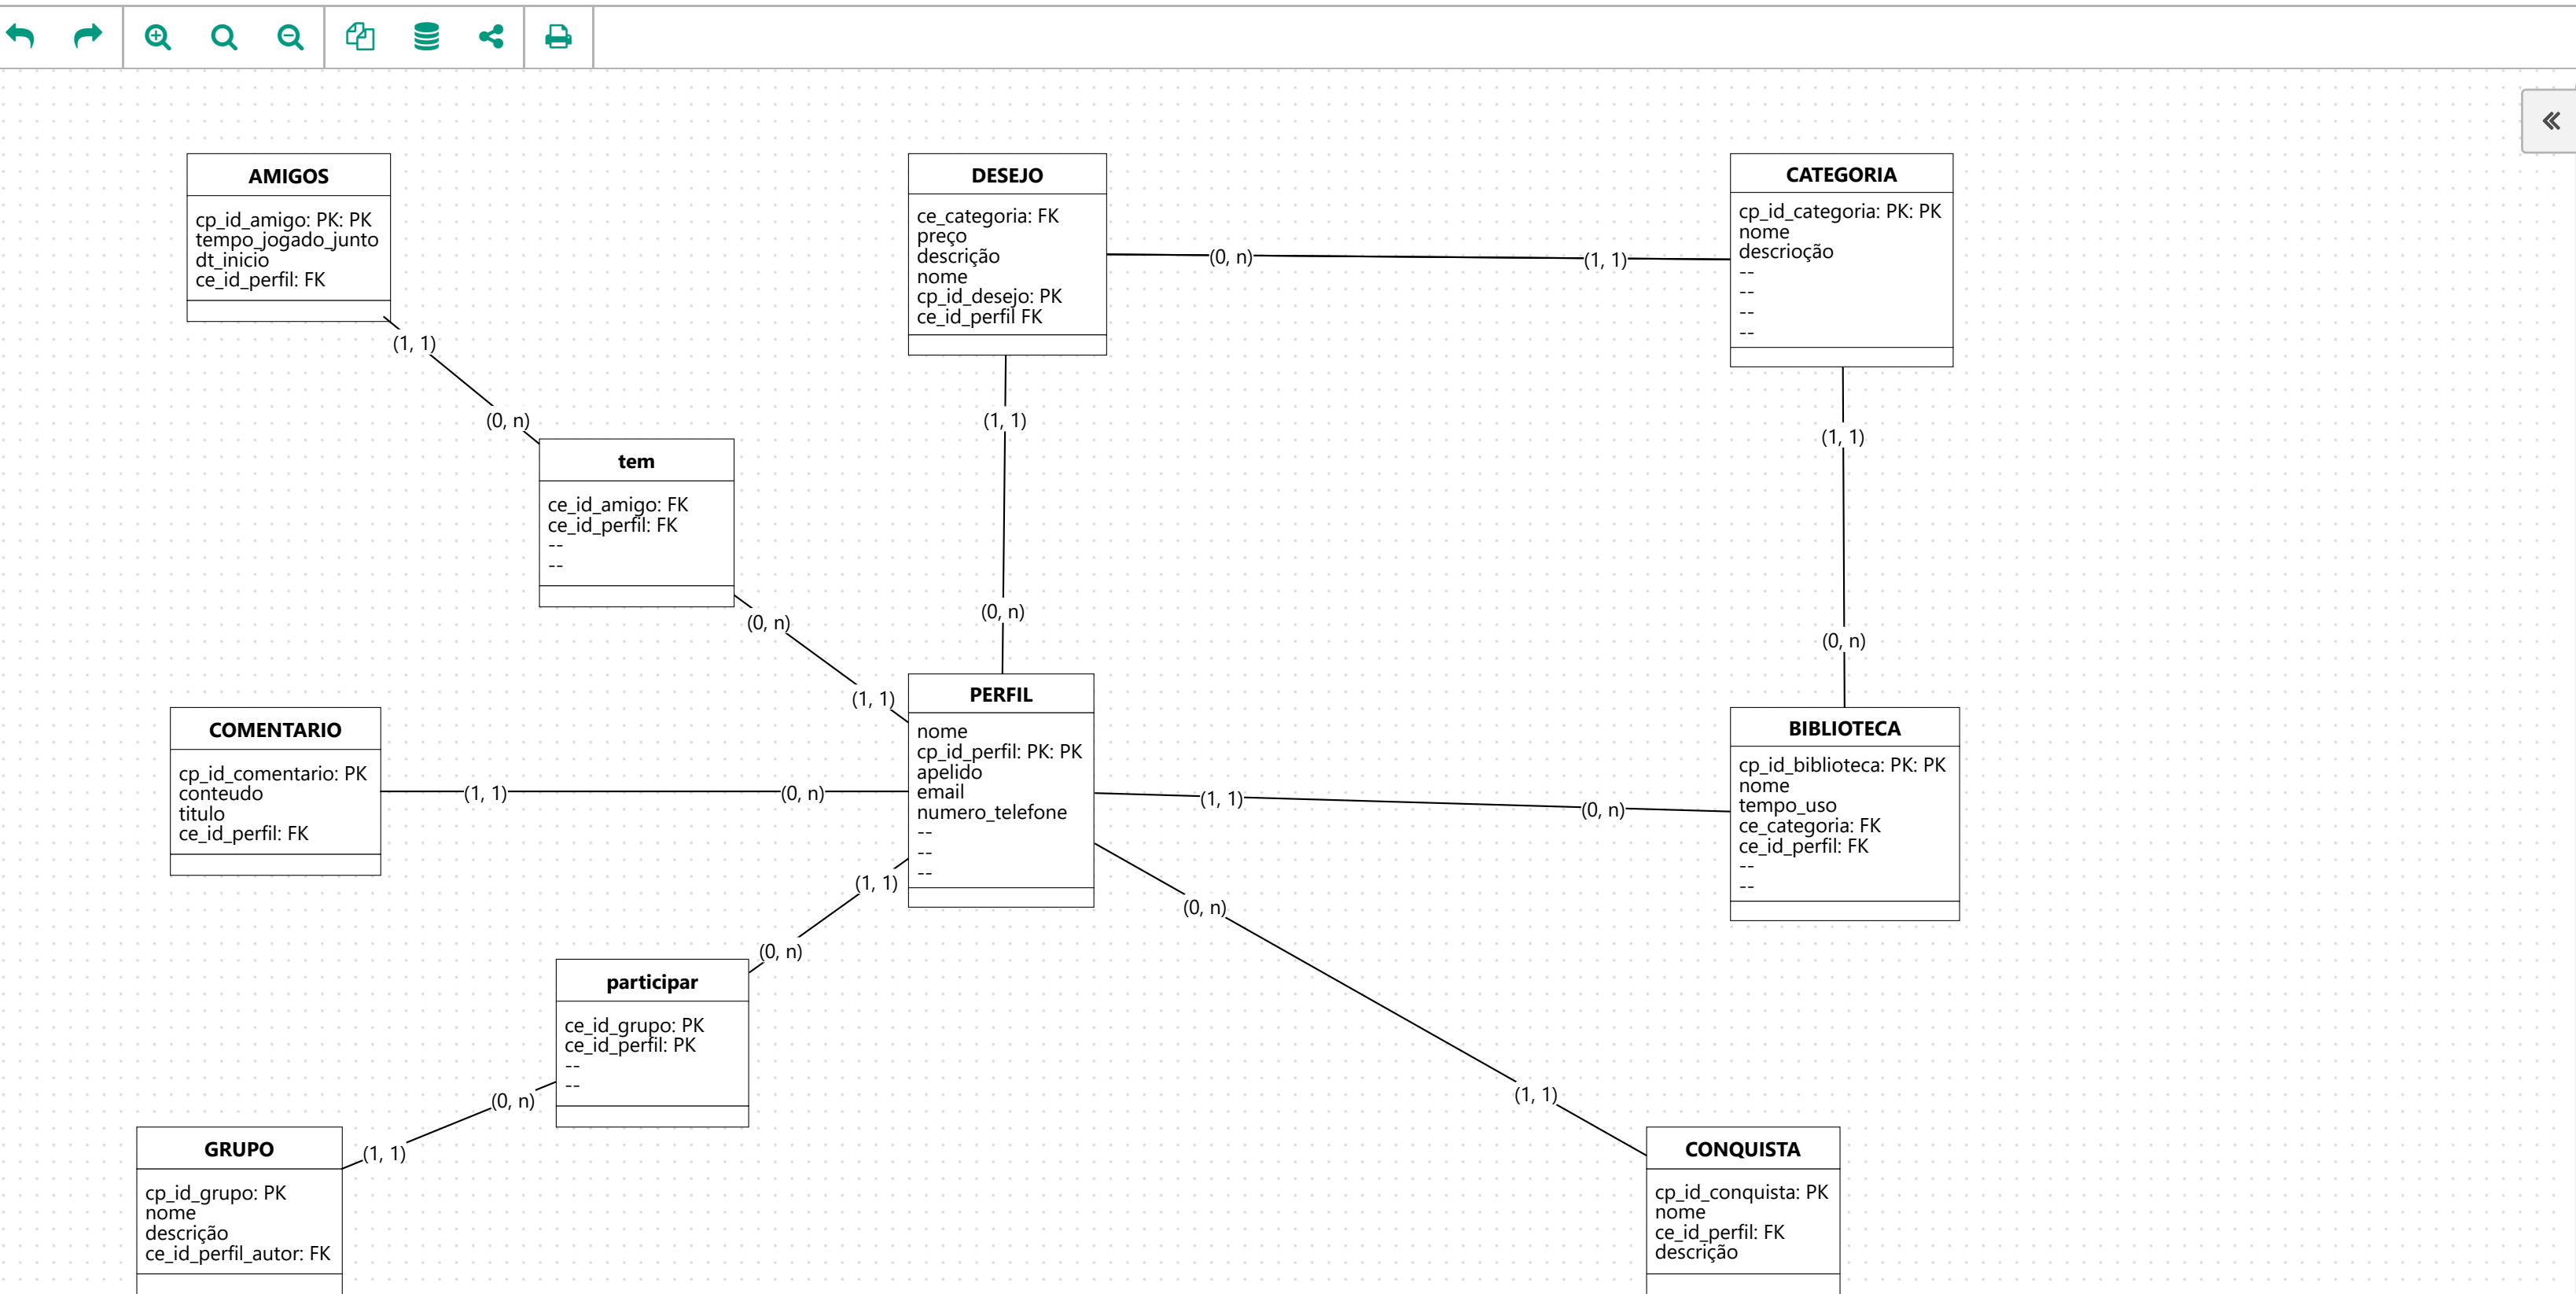 AMIGOS
cp_id_amigo: PK: PK
tempo_jogado_junto
dt_inicio
ce_id_perfil: FK
DESEJO
ce_categoria: FK
preço
descrição
nome
cp_id_desejo: PK
ce_id_perfil FK
(0, n)
(1, 1)
CATEGORIA
cp_id_categoria: PK: PK
nome
descrioção
--
--
--
--
(1, 1)
(0, n)
tem
ce_id_amigo: FK
ce_id_perfil: FK
--
--
(0, n)
(1, 1)
(1, 1)
(0, n)
(1, 1)
(0, n)
COMENTARIO
cp_id_comentario: PK
conteudo
titulo
ce_id_perfil: FK
(1, 1)
(0, n)
PERFIL
nome
cp_id_perfil: PK: PK
apelido
email
numero_telefone
--
--
--
(1, 1)
(0, n)
BIBLIOTECA
cp_id_biblioteca: PK: PK
nome
tempo_uso
ce_categoria: FK
ce_id_perfil: FK
--
--
(1, 1)
(0, n)
participar
ce_id_grupo: PK
ce_id_perfil: PK
--
--
(0, n)
(1, 1)
GRUPO
cp_id_grupo: PK
nome
descrição
ce_id_perfil_autor: FK
(0, n)
(1, 1)
CONQUISTA
cp_id_conquista: PK
nome
ce_id_perfil: FK
descrição